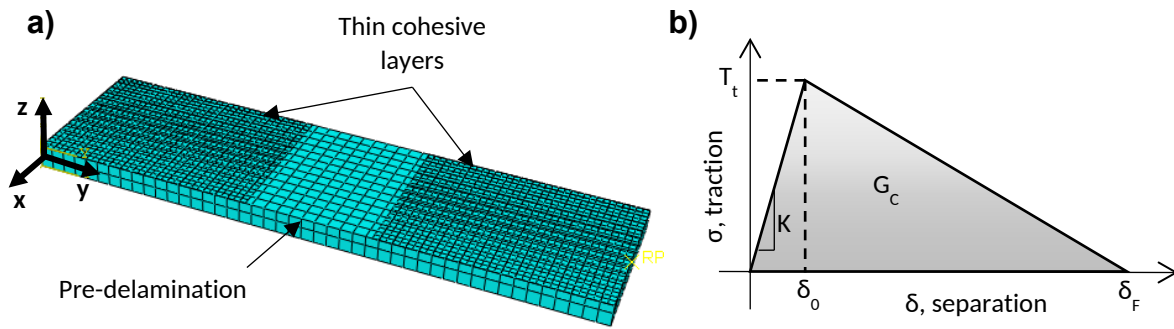 a)
Thin cohesive
layers
z
y
x
RP
Pre-delamination
b)
Tt
σ, traction
GC
K
δ0
δ, separation
δF